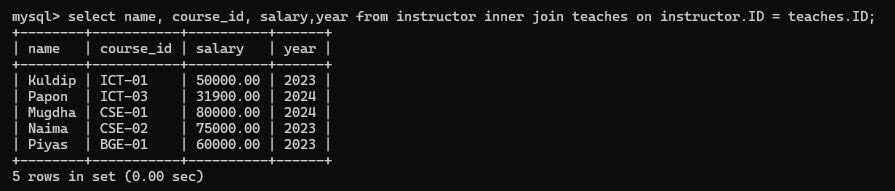 mysql> select name, course_id, salary,year from instructor inner join teaches on instructor.ID = teaches.ID;
+--------+-----------+----------+------+
| name   | course_id | salary   | year |
+--------+-----------+----------+------+
| Kuldip | ICT-01    | 50000.00 | 2023 |
| Papon  | ICT-03    | 31900.00 | 2024 |
| Mugdha | CSE-01    | 80000.00 | 2024 |
| Naima  | CSE-02    | 75000.00 | 2023 |
| Piyas  | BGE-01    | 60000.00 | 2023 |
+--------+-----------+----------+------+
5 rows in set (0.00 sec)